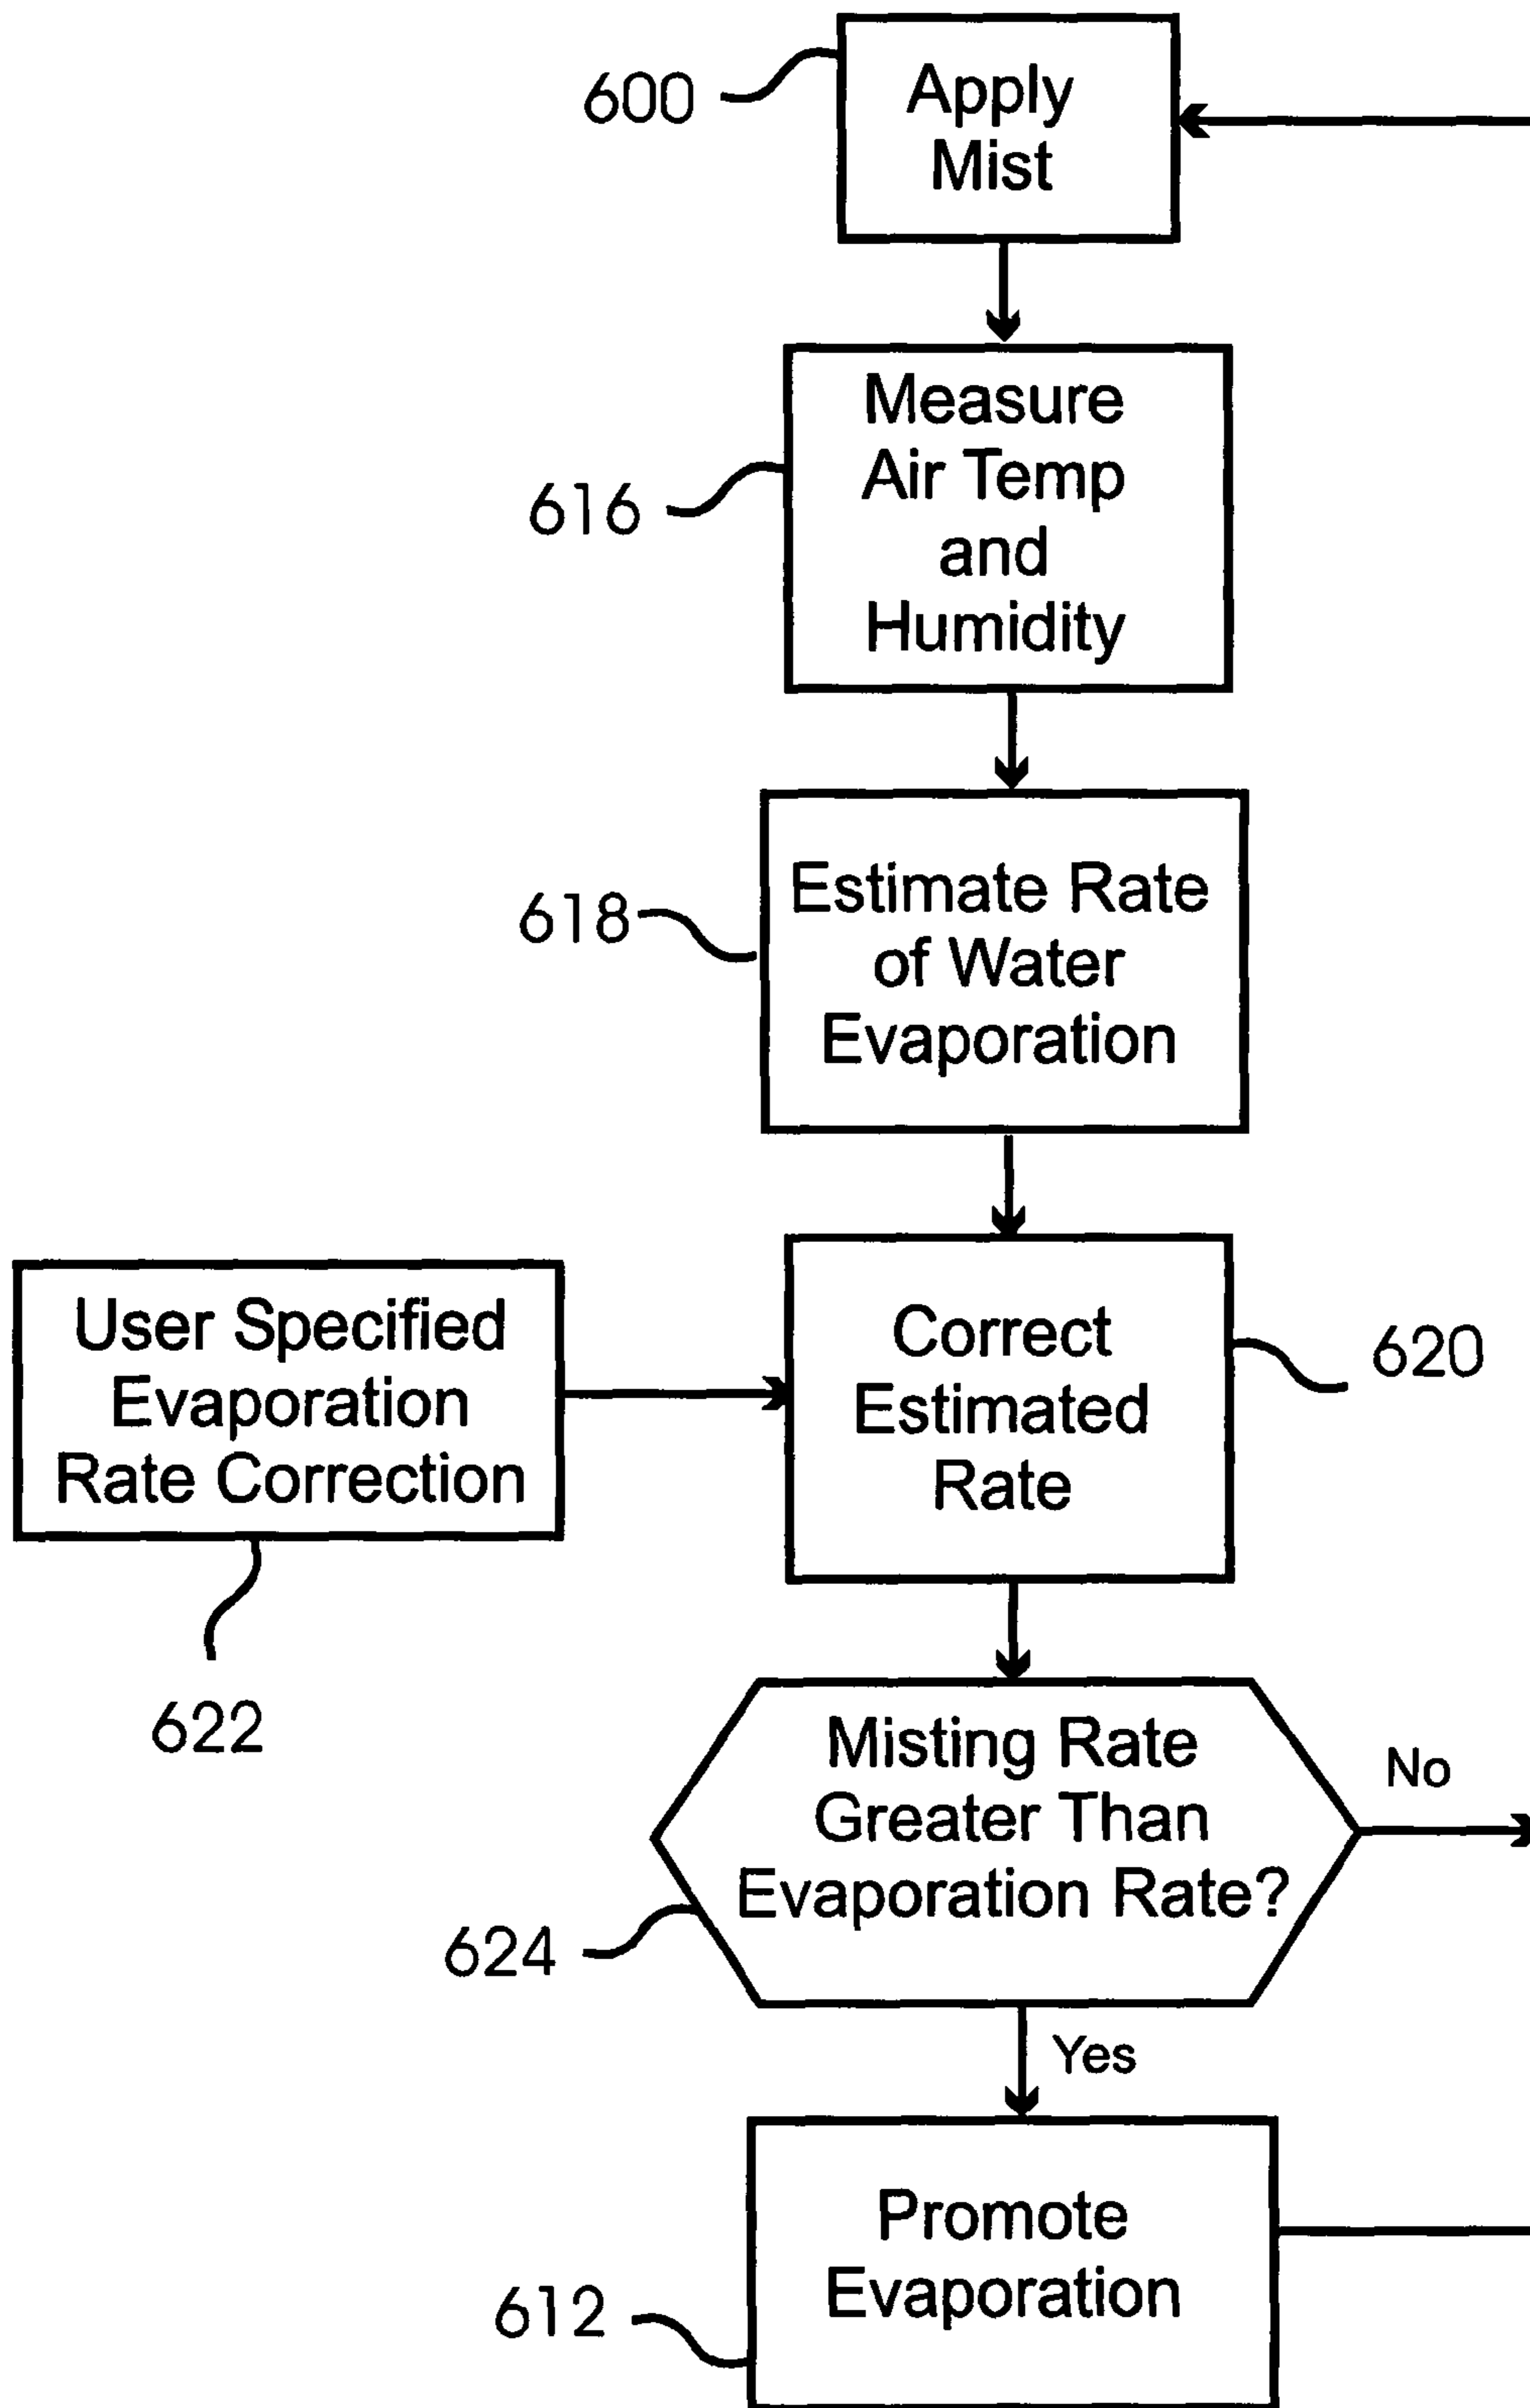 600
Apply
Mist
Measure
Air Temp
and
Humidity
616
Estimate Rate
of Water
Evaporation
618
User Specified
Evaporation
Rate Correction
622
Correct
Estimated
Rate
620
Misting Rate
Greater Than
Evaporation Rate?
No
624
Yes
Promote
Evaporation
612